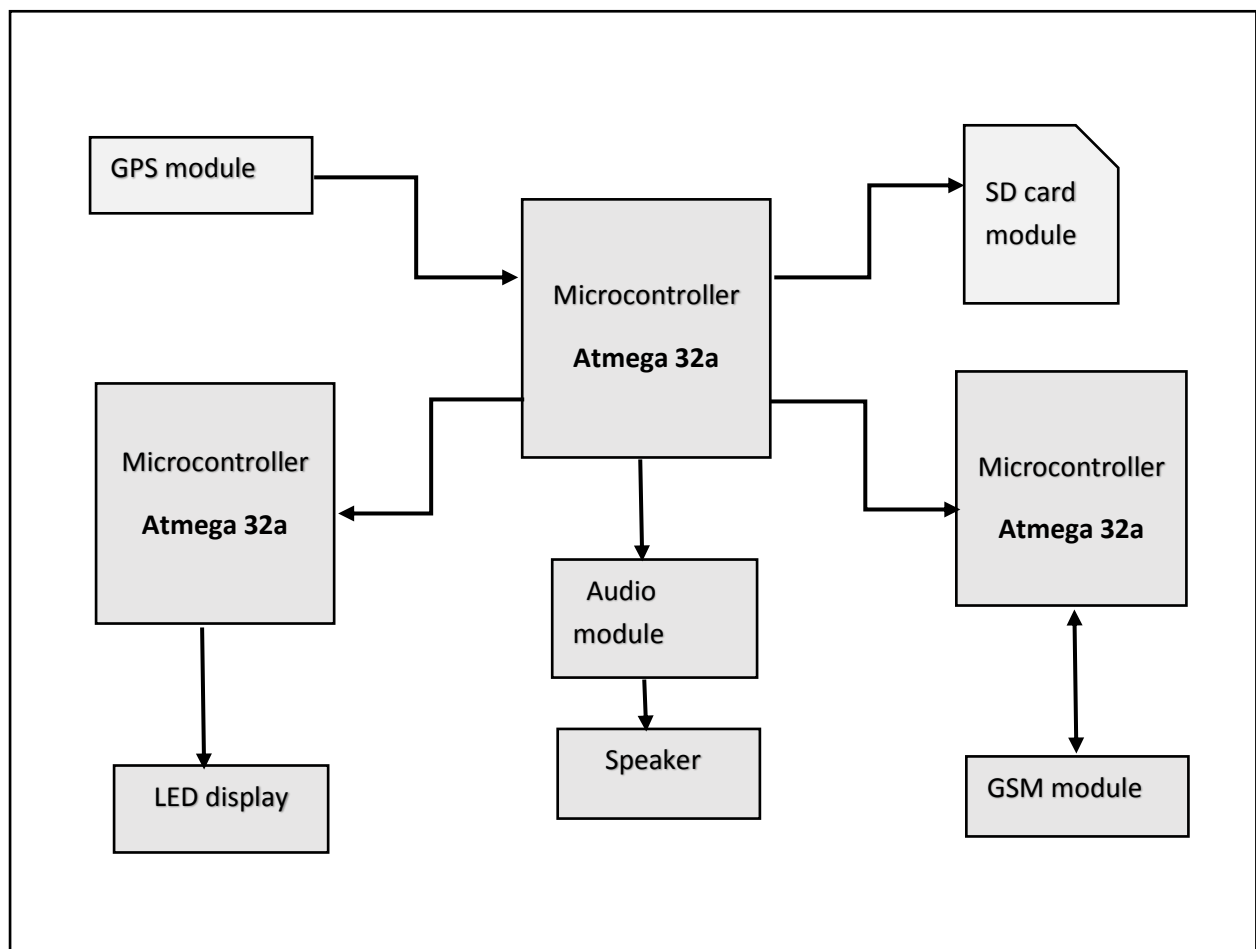 GPS module
SD card
module
Microcontroller
Atmega 32a
Microcontroller
Atmega 32a
Microcontroller
Atmega 32a
Audio
module
Speaker
LED display
GSM module